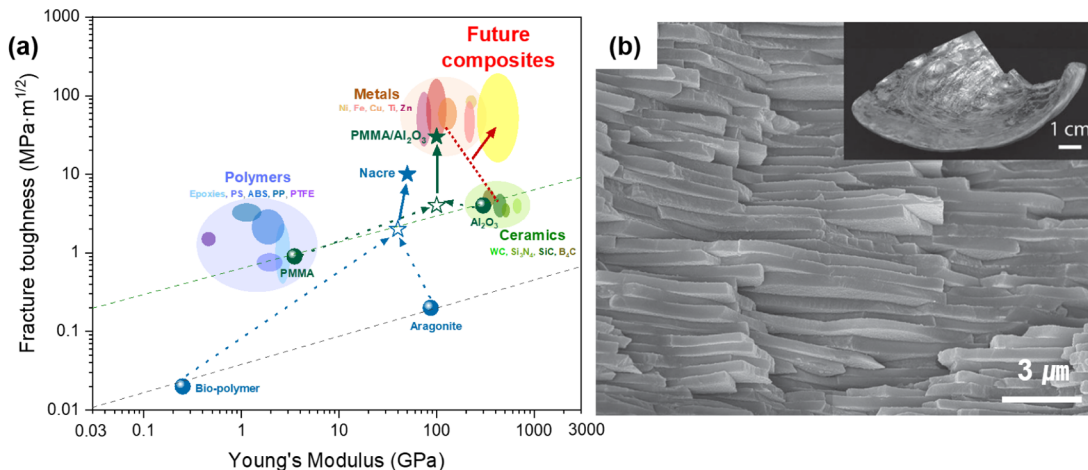 (a)
Fracture toughness (MPa·m1/2)
1000
100
10
1
0.1
0.01
0.03
0.1
1
10
100
1000
3000
Young's Modulus (GPa)
Future
composites
Metals
Ni, Fe, Cu, Ti, Zn
PMMA/Al2O3
Nacre
Polymers
Epoxies, PS, ABS, PP, PTFE
PMMA
Al2O3
Ceramics
WC, Si3N4, SiC, B4C
Aragonite
Bio-polymer
(b)
1 cm
3 μm